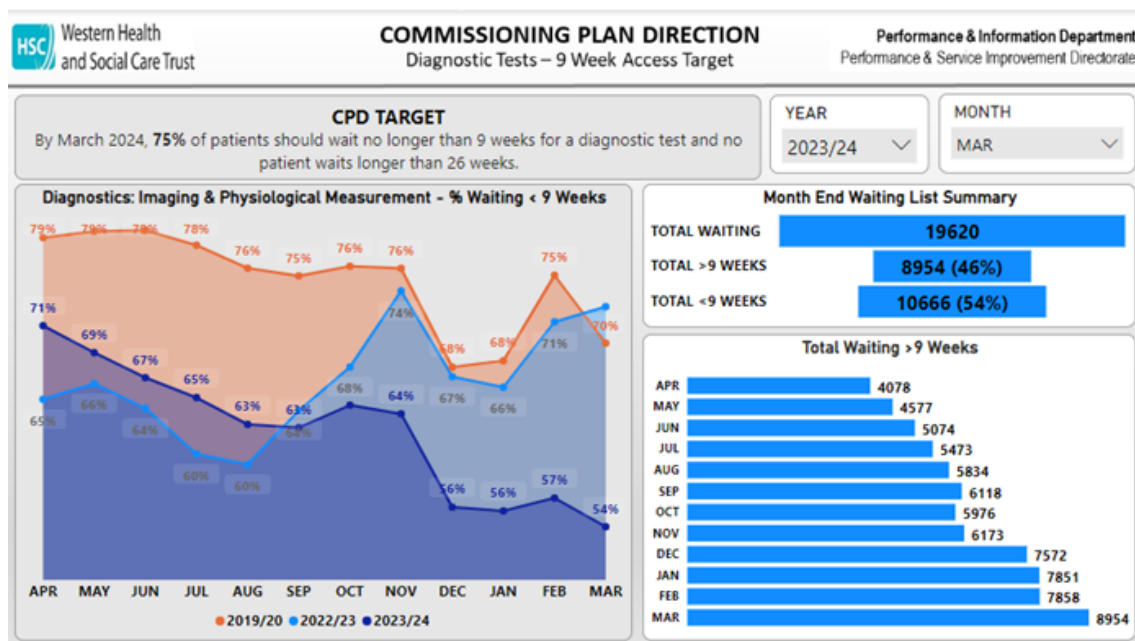 HSC
Western Health
and Social Care Trust
COMMISSIONING PLAN DIRECTION
Diagnostic Tests – 9 Week Access Target
Performance & Information Department
Performance & Service Improvement Directorate
CPD TARGET
By March 2024, 75% of patients should wait no longer than 9 weeks for a diagnostic test and no
patient waits longer than 26 weeks.
YEAR
2023/24
MONTH
MAR
Diagnostics: Imaging & Physiological Measurement - % Waiting < 9 Weeks
79% 79% 78% 78% 76% 75% 76% 76% 68% 68% 75% 70%
71% 69% 67% 65% 63% 63% 64% 56% 56% 57% 54%
65% 66% 64% 60% 60% 64% 68% 74% 67% 66% 71%
APR MAY JUN JUL AUG SEP OCT NOV DEC JAN FEB MAR
2019/20 2022/23 2023/24
Month End Waiting List Summary
TOTAL WAITING 19620
TOTAL >9 WEEKS 8954 (46%)
TOTAL <9 WEEKS 10666 (54%)
Total Waiting >9 Weeks
APR 4078
MAY 4577
JUN 5074
JUL 5473
AUG 5834
SEP 6118
OCT 5976
NOV 6173
DEC 7572
JAN 7851
FEB 7858
MAR 8954